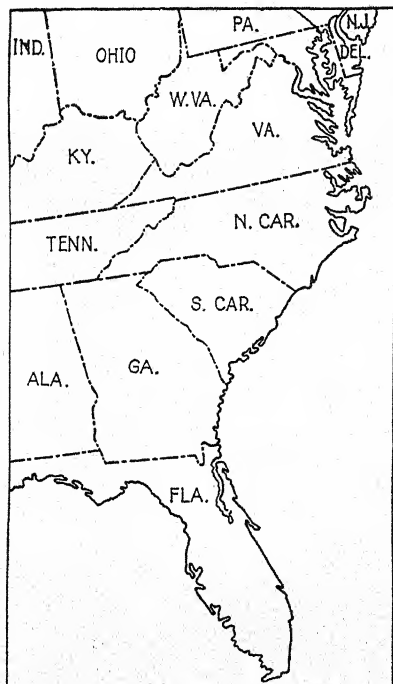 PA.
N.J.
IND.
OHIO
DEL.
W.VA.
VA.
KY.
N. CAR.
TENN.
S. CAR.
GA.
ALA.
FLA.